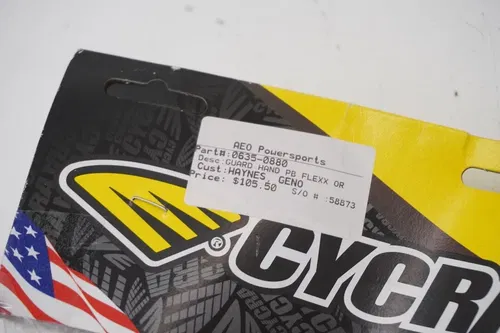 AEO Powersports
Part#:0635-0880
Desc:GUARD HAND PB FLEXX OR
Cust:HAYNES, GENO
Price: $105.50 S/O # :58873
®
CYCR